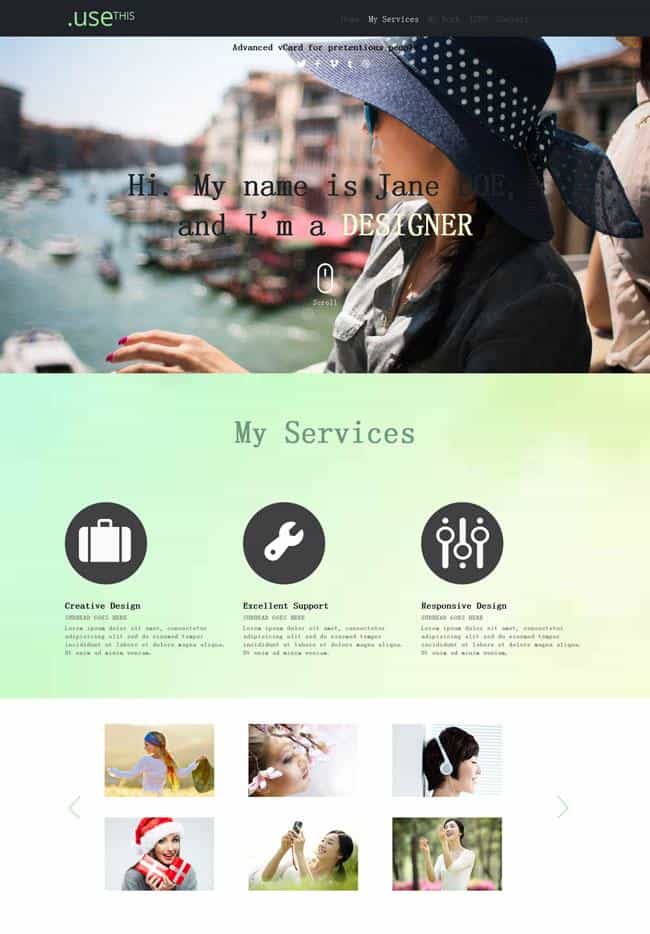 .useTHIS
Home My Services My Work IDEO Contact
Advanced vCard for pretentious people
Hi. My name is Jane DOE,
and I'm a DESIGNER
Scroll
My Services
Creative Design
SUBHEAD GOES HERE
Lorem ipsum dolor sit amet, consectetur
adipisicing elit sed do eiusmod tempor
incididunt ut labore et dolore magna aliqua.
Ut enim ad minim veniam.
Excellent Support
SUBHEAD GOES HERE
Lorem ipsum dolor sit amet, consectetur
adipisicing elit sed do eiusmod tempor
incididunt ut labore et dolore magna aliqua.
Ut enim ad minim veniam.
Responsive Design
SUBHEAD GOES HERE
Lorem ipsum dolor sit amet, consectetur
adipisicing elit sed do eiusmod tempor
incididunt ut labore et dolore magna aliqua.
Ut enim ad minim veniam.